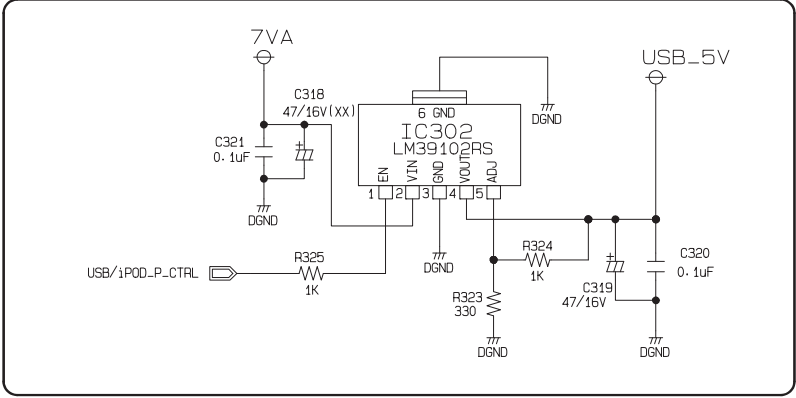 7VA
USB_5V
C318
47/16V(XX)
6 GND
DGND
IC302
LM39102RS
C321
0.1uF
EN
VIN
GND
VOUT
ADJ
1
2
3
4
5
DGND
R324
1K
C320
0.1uF
R325
1K
USB/iPOD_P_CTRL
DGND
C319
47/16V
R323
330
DGND
DGND